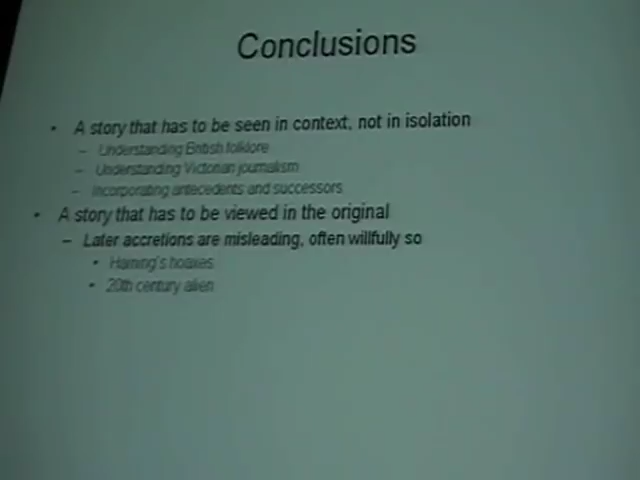 Conclusions
• A story that has to be seen in context, not in isolation
– Understanding British folklore
– Understanding Victorian journalism
– Incorporating antecedents and successors
• A story that has to be viewed in the original
– Later accretions are misleading, often willfully so
• Haining's hoaxes
• 20th century alien